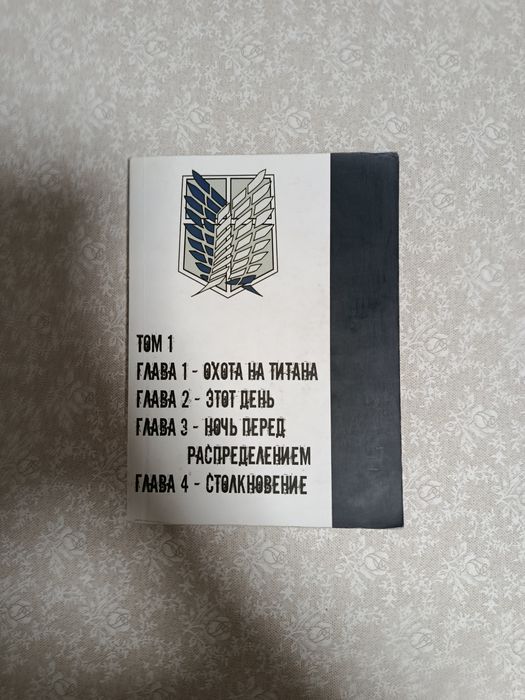 ТОМ 1
ГЛАВА 1 - ОХОТА НА ТИТАНА
ГЛАВА 2 - ЭТОТ ДЕНЬ
ГЛАВА 3 - НОЧЬ ПЕРЕД
РАСПРЕДЕЛЕНИЕМ
ГЛАВА 4 - СТОЛКНОВЕНИЕ